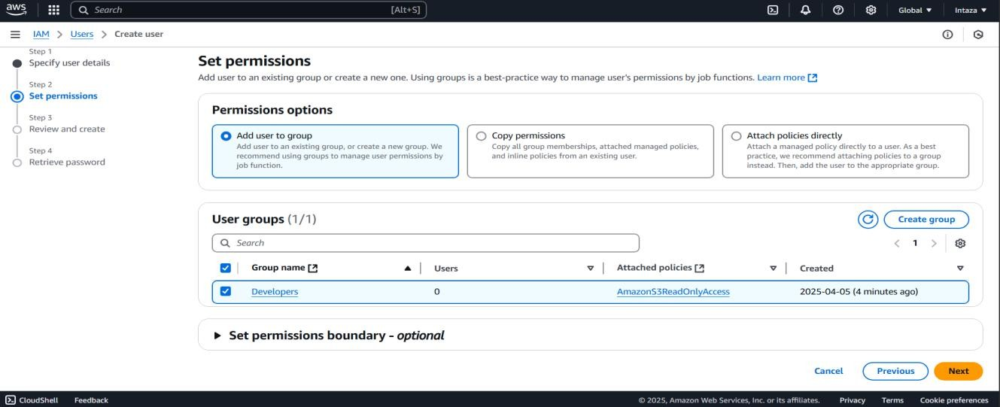 aws
Search [Alt+S] Global Intaza
IAM Users Create user
Step 1
Specify user details
Step 2
Set permissions
Step 3
Review and create
Step 4
Retrieve password
Set permissions
Add user to an existing group or create a new one. Using groups is a best-practice way to manage user's permissions by job functions. Learn more
Permissions options
Add user to group
Add user to an existing group, or create a new group. We
recommend using groups to manage user permissions by
job function.
Copy permissions
Copy all group memberships, attached managed policies,
and inline policies from an existing user.
Attach policies directly
Attach a managed policy directly to a user. As a best
practice, we recommend attaching policies to a group
instead. Then, add the user to the appropriate group.
User groups (1/1)
Create group
Search
1
Group name Users Attached policies Created
Developers 0 AmazonS3ReadOnlyAccess 2025-04-05 (4 minutes ago)
Set permissions boundary - optional
Cancel Previous Next
CloudShell Feedback © 2025, Amazon Web Services, Inc. or its affiliates. Privacy Terms Cookie preferences